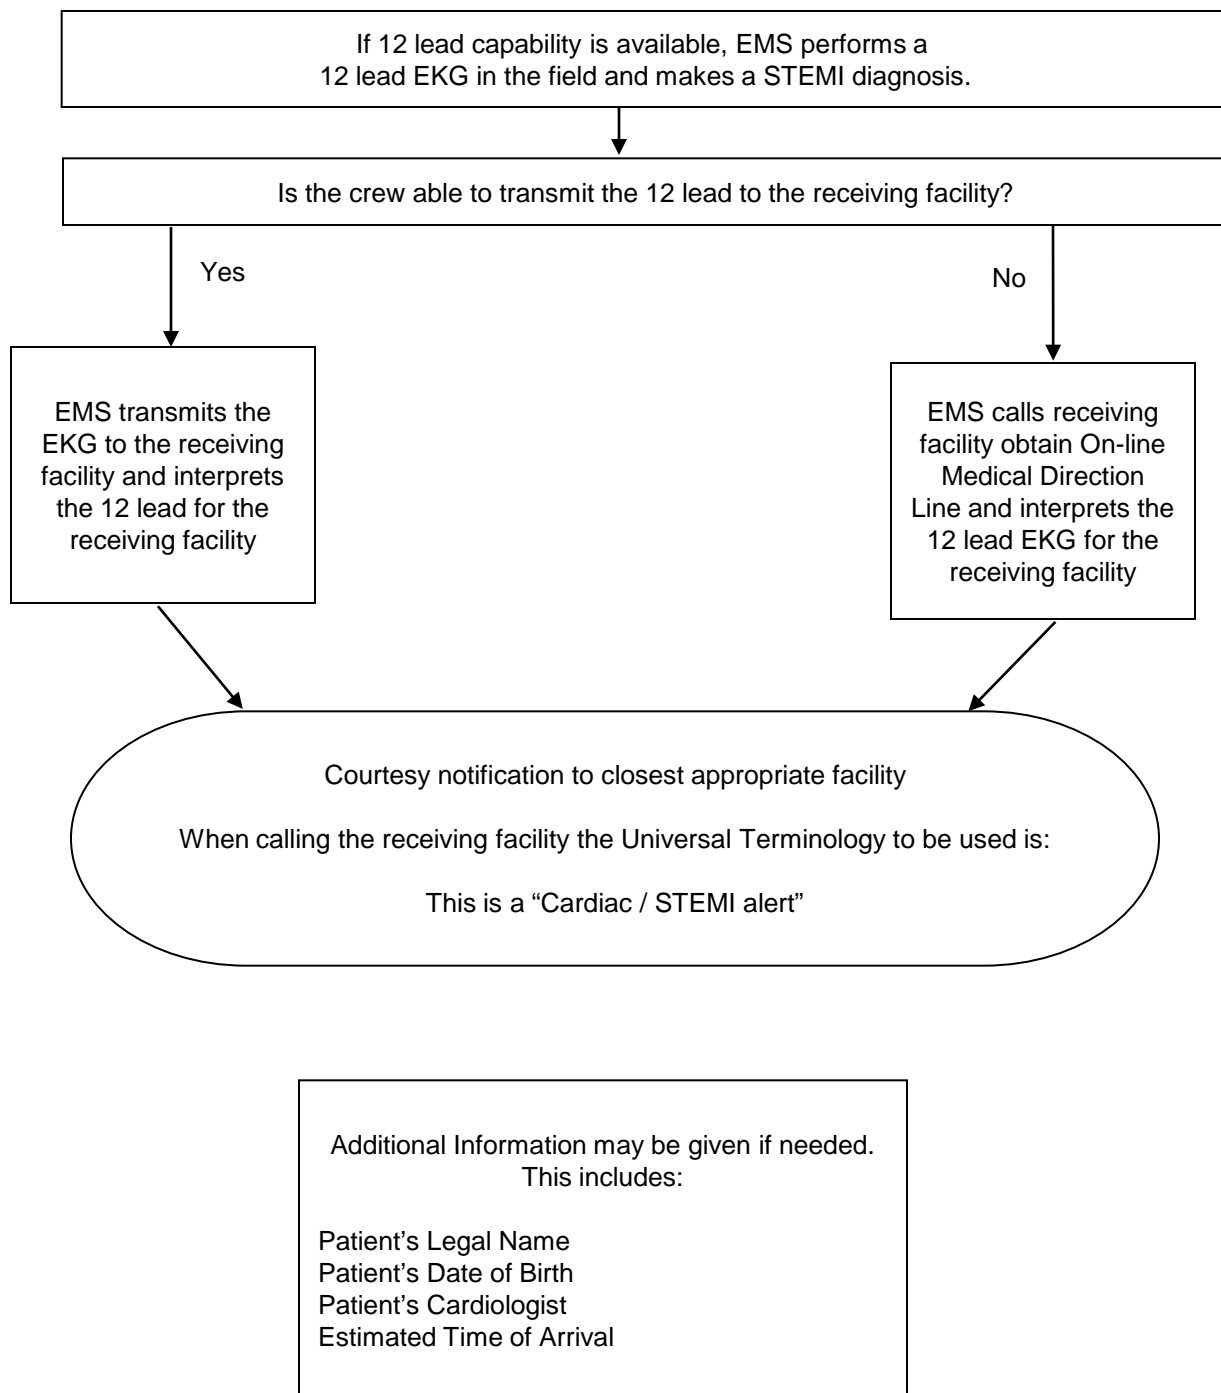 If 12 lead capability is available, EMS performs a
12 lead EKG in the field and makes a STEMI diagnosis.
Is the crew able to transmit the 12 lead to the receiving facility?
Yes
No
EMS transmits the
EKG to the receiving
facility and interprets
the 12 lead for the
receiving facility
EMS calls receiving
facility obtain On-line
Medical Direction
Line and interprets the
12 lead EKG for the
receiving facility
Courtesy notification to closest appropriate facility
When calling the receiving facility the Universal Terminology to be used is:
This is a “Cardiac / STEMI alert”
Additional Information may be given if needed.
This includes:
Patient’s Legal Name
Patient’s Date of Birth
Patient’s Cardiologist
Estimated Time of Arrival